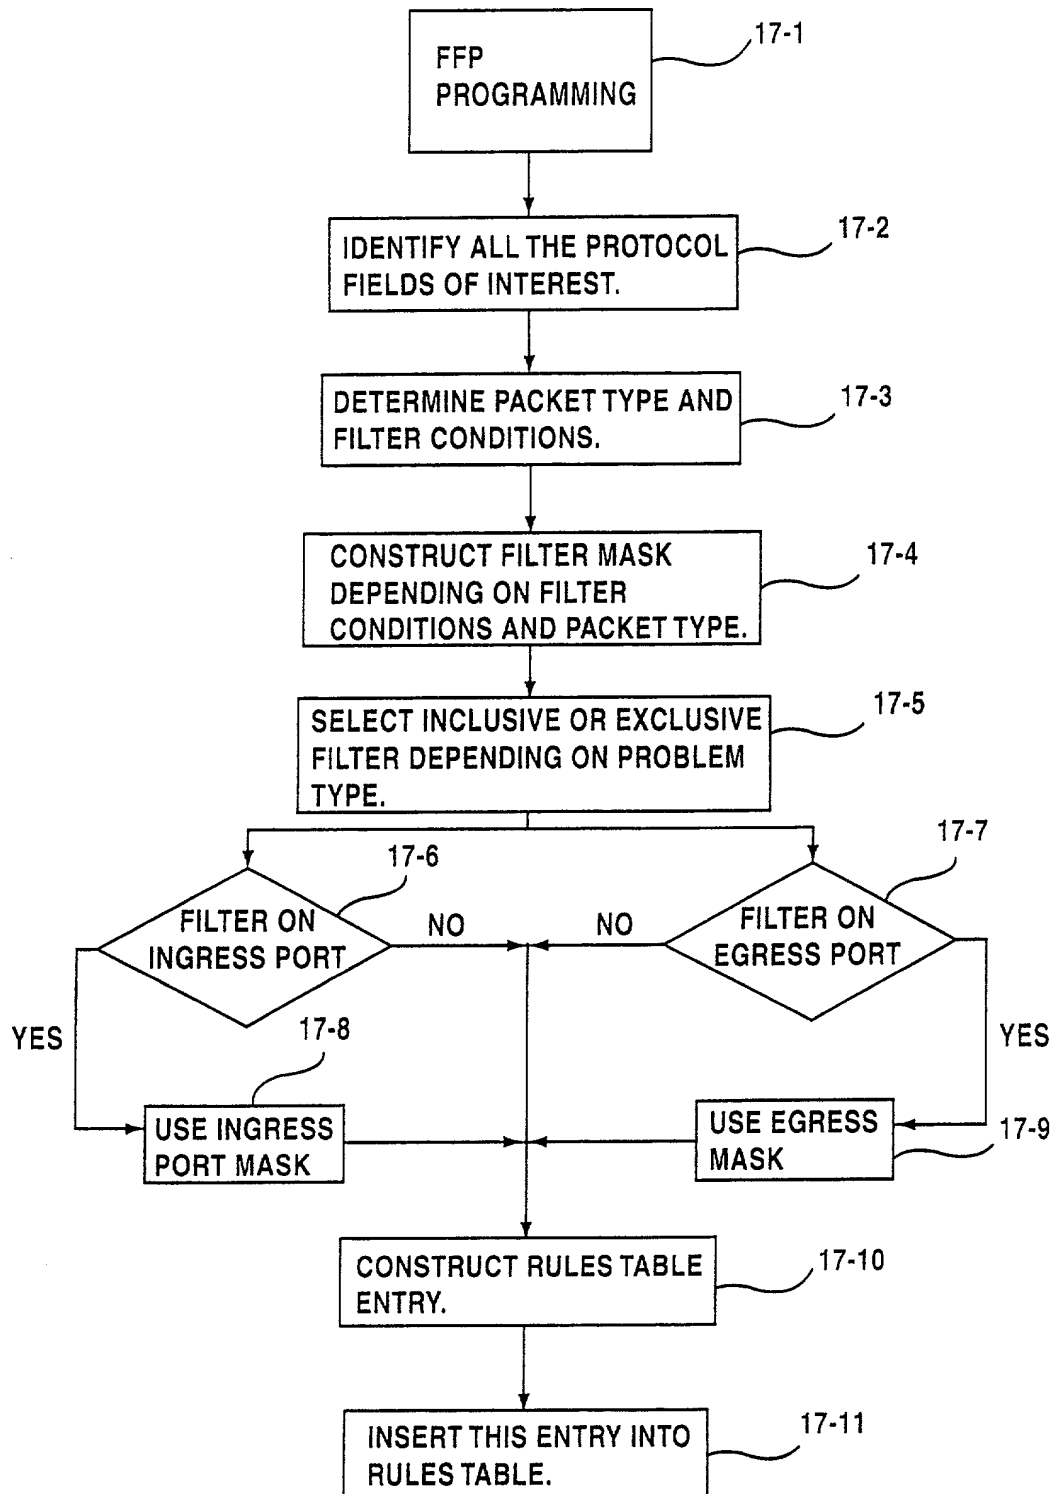 17-1
FFP
PROGRAMMING
17-2
IDENTIFY ALL THE PROTOCOL
FIELDS OF INTEREST.
17-3
DETERMINE PACKET TYPE AND
FILTER CONDITIONS.
17-4
CONSTRUCT FILTER MASK
DEPENDING ON FILTER
CONDITIONS AND PACKET TYPE.
17-5
SELECT INCLUSIVE OR EXCLUSIVE
FILTER DEPENDING ON PROBLEM
TYPE.
17-6
17-7
FILTER ON
INGRESS PORT
NO
NO
FILTER ON
EGRESS PORT
YES
YES
17-8
USE INGRESS
PORT MASK
USE EGRESS
MASK
17-9
CONSTRUCT RULES TABLE
ENTRY.
17-10
INSERT THIS ENTRY INTO
RULES TABLE.
17-11